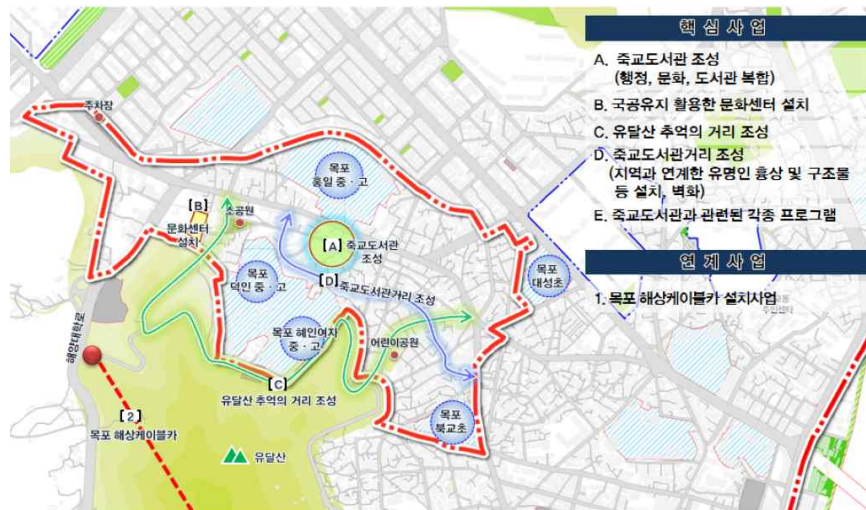 핵 심 사 업
A. 죽교도서관 조성
(행정, 문화, 도서관 복합)
B. 국공유지 활용한 문화센터 설치
C. 유달산 추억의 거리 조성
D. 죽교도서관거리 조성
(지역과 연계한 유명인 흉상 및 구조물
등 설치, 벽화)
E. 죽교도서관과 관련된 각종 프로그램
연 계 사 업
1. 목포 해상케이블카 설치사업
주차장
목포
홍일 중 · 고
[B]
소공원
문화센터
설치
[A] 죽교도서관
조성
목포
덕인 중 · 고
[D] 죽교도서관거리 조성
목포
대성초
목포 혜인여자
중 · 고
어린이공원
해양대학로
[C]
유달산 추억의 거리 조성
목포
북교초
[2]
목포 해상케이블카
유달산
주민센터